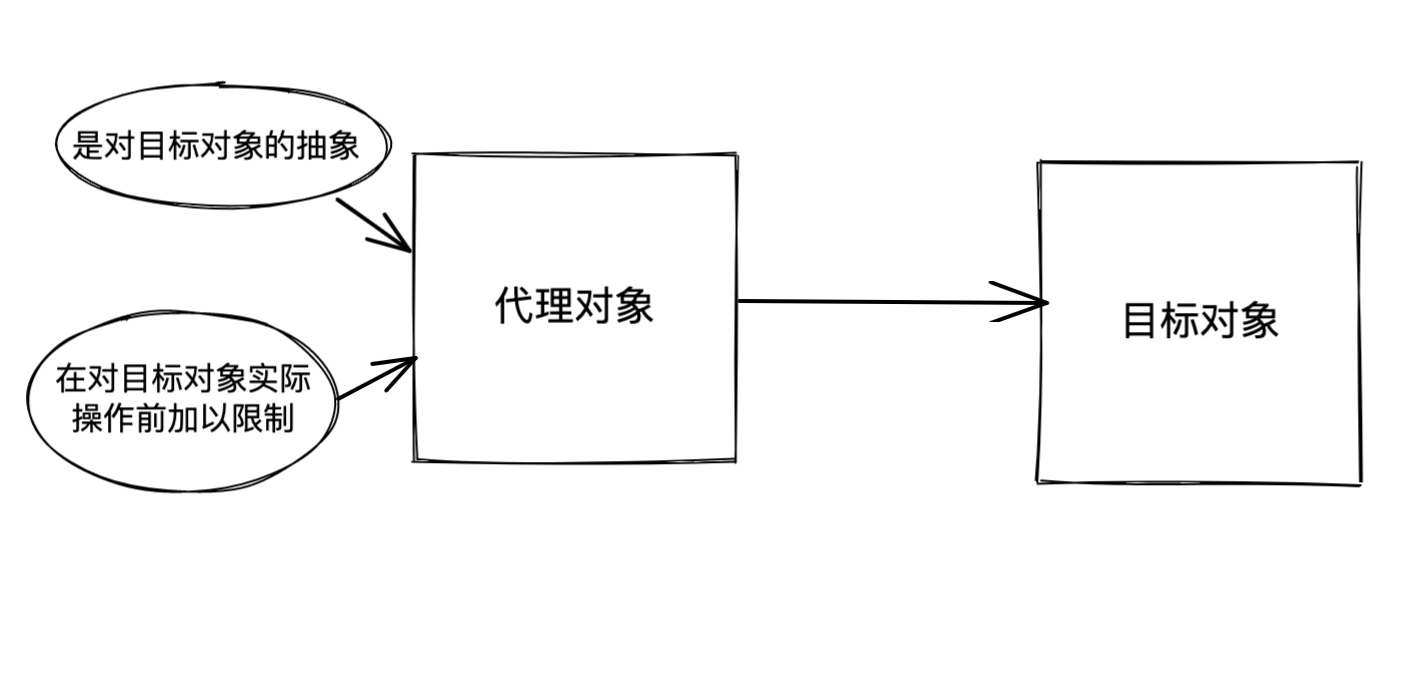 是对目标对象的抽象
在对目标对象实际
操作前加以限制
代理对象
目标对象